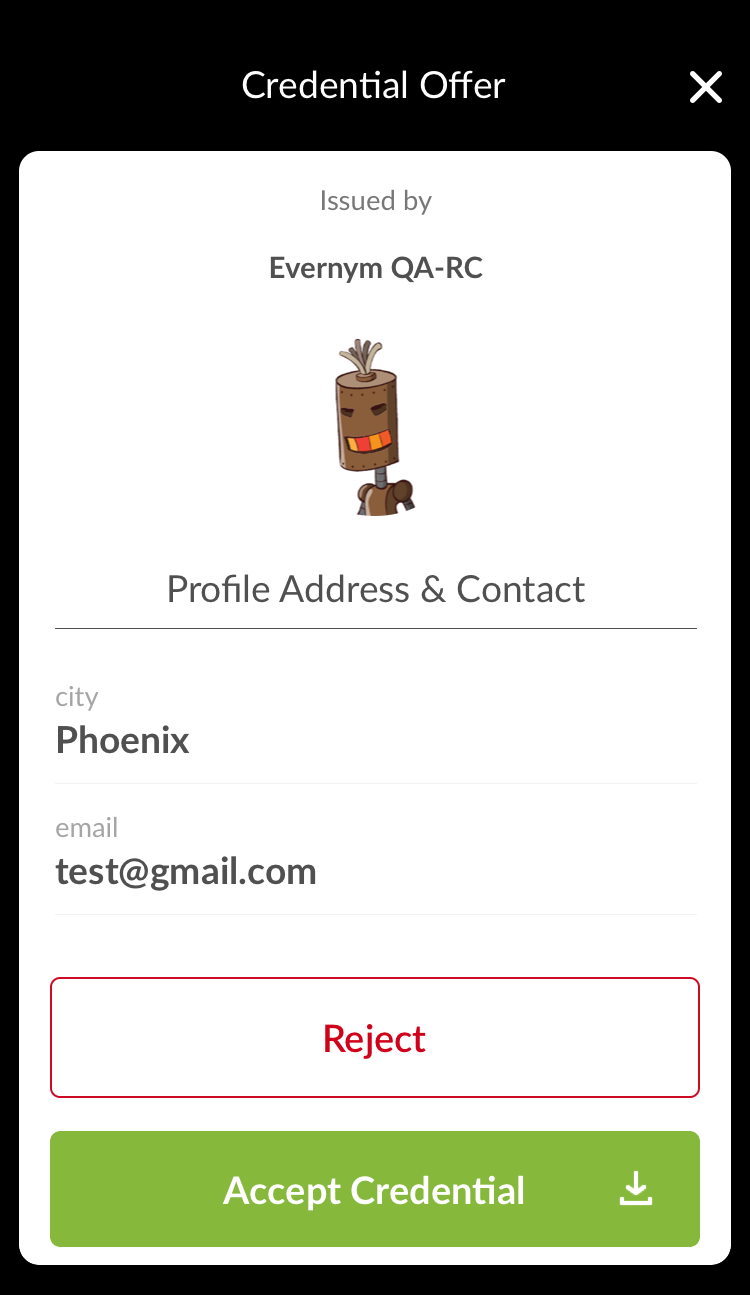 Credential Offer
Issued by
Evernym QA-RC
Profile Address & Contact
city
Phoenix
email
test@gmail.com
Reject
Accept Credential